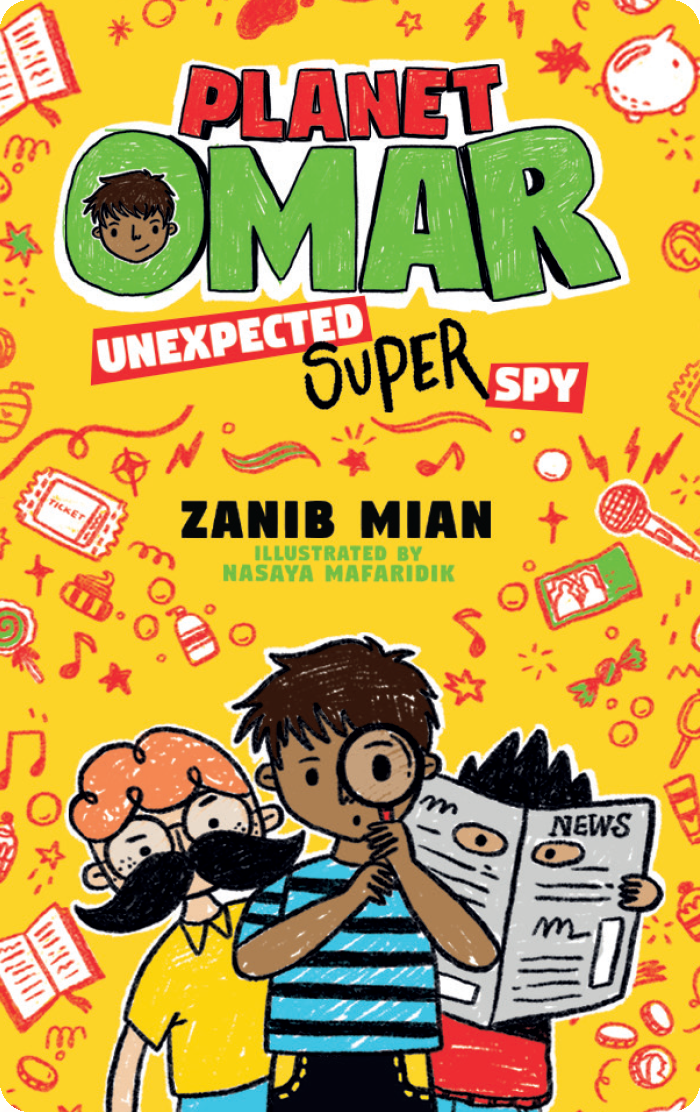 PLANET
OMAR
UNEXPECTED
SUPER
SPY
TICKET
ZANIB MIAN
ILLUSTRATED BY
NASAYA MAFARIDIK
NEWS